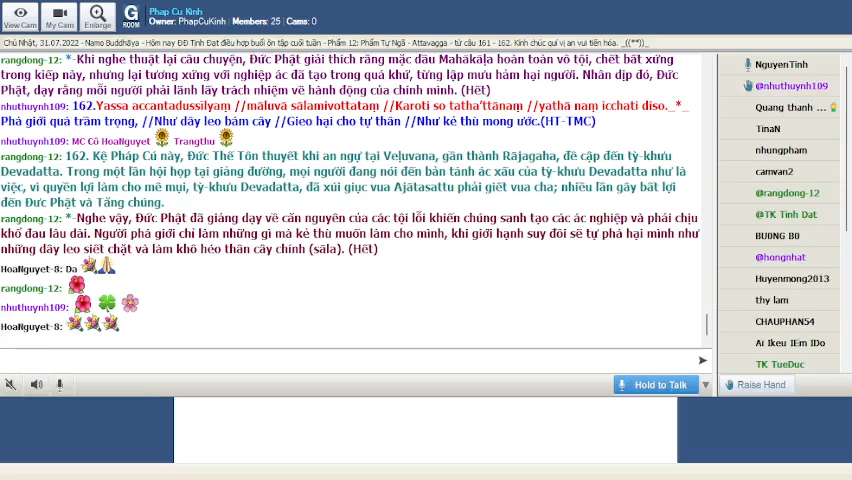 Phap Cu Kinh
Owner: PhapCuKinh | Members: 25 | Cams: 0
View Cam
My Cam
Enlarge
G
ROOM
Chủ Nhật, 31.07.2022 - Namo Buddhāya - Hôm nay ĐĐ Tịnh Đạt điều hợp buổi ôn tập cuối tuần - Phẩm 12: Phẩm Tự Ngã - Attavagga - từ câu 161 - 162. Kính chúc quí vị an vui tiến hóa. _((**))_
rangdong-12: *-Khi nghe thuật lại câu chuyện, Đức Phật giải thích rằng mặc dầu Mahākāḷa hoàn toàn vô tội, chết bất xứng
trong kiếp này, nhưng lại tương xứng với nghiệp ác đã tạo trong quá khứ, từng lập mưu hãm hại người. Nhân dịp đó, Đức
Phật, dạy rằng mỗi người phải lãnh lấy trách nhiệm về hành động của chính mình. (Hết)
nhuthuynh109: 162.Yassa accantadussīlyaṃ //māluvā sālamivottataṃ //Karoti so tatha’ttānaṃ //yathā naṃ icchati diso._*_
Phá giới quá trầm trọng, //Như dây leo bám cây //Gieo hại cho tự thân //Như kẻ thù mong ước.(HT-TMC)
nhuthuynh109: MC Cô HoaNguyet Trangthu
rangdong-12: 162. Kệ Pháp Cú này, Đức Thế Tôn thuyết khi an ngự tại Veḷuvana, gần thành Rājagaha, đề cập đến tỳ-khưu
Devadatta. Trong một lần hội họp tại giảng đường, mọi người đang nói đến bản tánh ác xấu của tỳ-khưu Devadatta như là
việc, vì quyền lợi làm cho mê muội, tỳ-khưu Devadatta, đã xúi giục vua Ajātasattu phải giết vua cha; nhiều lần gây bất lợi
đến Đức Phật và Tăng chúng.
rangdong-12: *-Nghe vậy, Đức Phật đã giảng dạy về căn nguyên của các tội lỗi khiến chúng sanh tạo các ác nghiệp và phải chịu
khổ đau lâu dài. Người phá giới chỉ làm những gì mà kẻ thù muốn làm cho mình, khi giới hạnh suy đồi sẽ tự phá hại mình như
những dây leo siết chặt và làm khô héo thân cây chính (sāla). (Hết)
HoaNguyet-8: Da
rangdong-12:
nhuthuynh109:
HoaNguyet-8:
Hold to Talk
NguyenTinh
@nhuthuynh109
Quang thanh ...
TinaN
nhungpham
camvan2
@rangdong-12
@TK Tinh Dat
BU0NG B0
@hongnhat
Huyenmong2013
thy lam
CHAUPHAN54
Ai Ikeu IEm IDo
TK TueDuc
Raise Hand